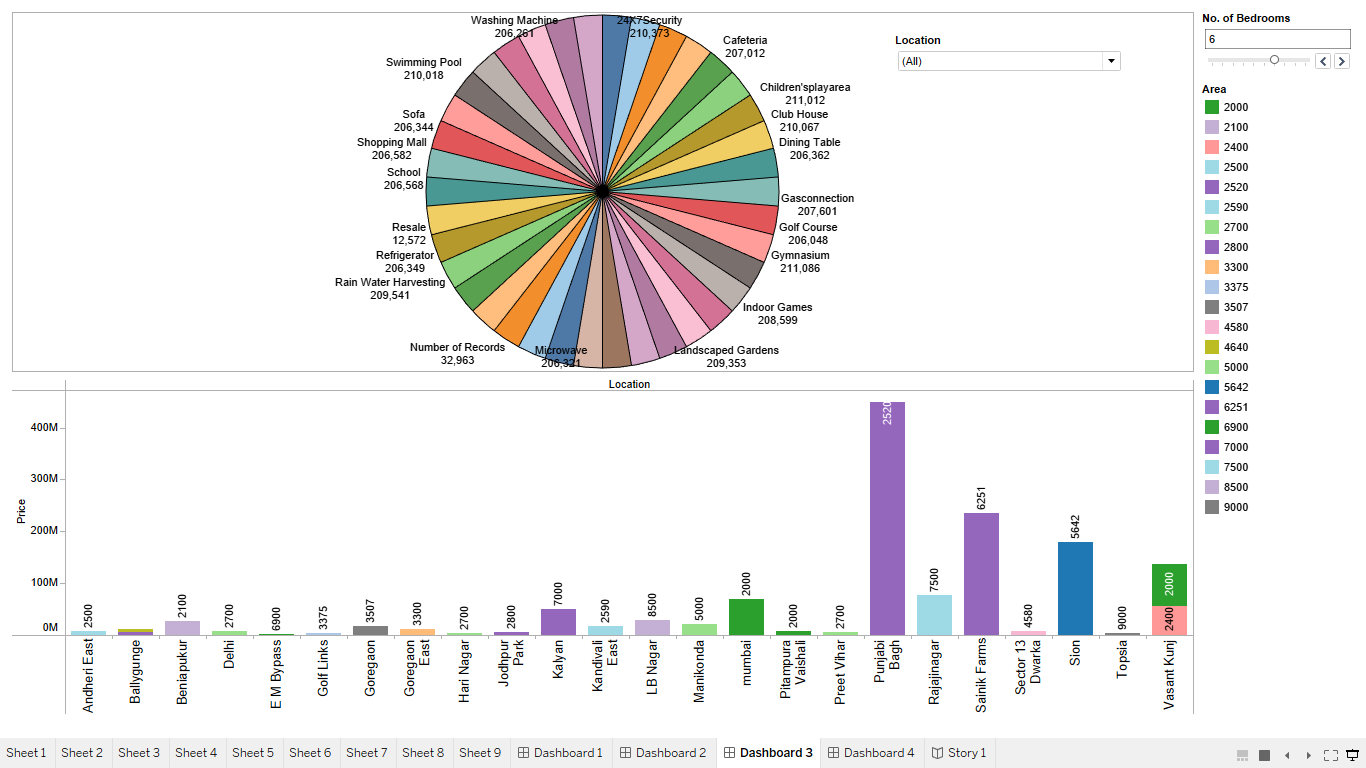 Washing Machine
206,261
24X7Security
210,373
Cafeteria
207,012
Swimming Pool
210,018
Children'splayarea
211,012
Sofa
206,344
Club House
210,067
Shopping Mall
206,582
Dining Table
206,362
School
206,568
Gasconnection
207,601
Resale
12,572
Golf Course
206,048
Refrigerator
206,349
Gymnasium
211,086
Rain Water Harvesting
209,541
Indoor Games
208,599
Number of Records
32,963
Microwave
206,321
Landscaped Gardens
209,353
Location
(All)
No. of Bedrooms
6
Area
2000
2100
2400
2500
2520
2590
2700
2800
3300
3375
3507
4580
4640
5000
5642
6251
6900
7000
7500
8500
9000
Location
Price
400M
300M
200M
100M
0M
2500
2100
2700
6900
3375
3507
3300
2700
2800
7000
2590
8500
5000
2000
2000
2700
2520
7500
6251
4580
5642
9000
2000
2400
Andheri East
Ballygunge
Beniapukur
Delhi
E M Bypass
Golf Links
Goregaon
Goregaon
East
Hari Nagar
Jodhpur
Park
Kalyan
Kandivali
East
LB Nagar
Manikonda
mumbai
Pitampura
Vaishali
Preet Vihar
Punjabi
Bagh
Rajajinagar
Sainik Farms
Sector 13
Dwarka
Sion
Topsia
Vasant Kunj
Sheet 1
Sheet 2
Sheet 3
Sheet 4
Sheet 5
Sheet 6
Sheet 7
Sheet 8
Sheet 9
Dashboard 1
Dashboard 2
Dashboard 3
Dashboard 4
Story 1